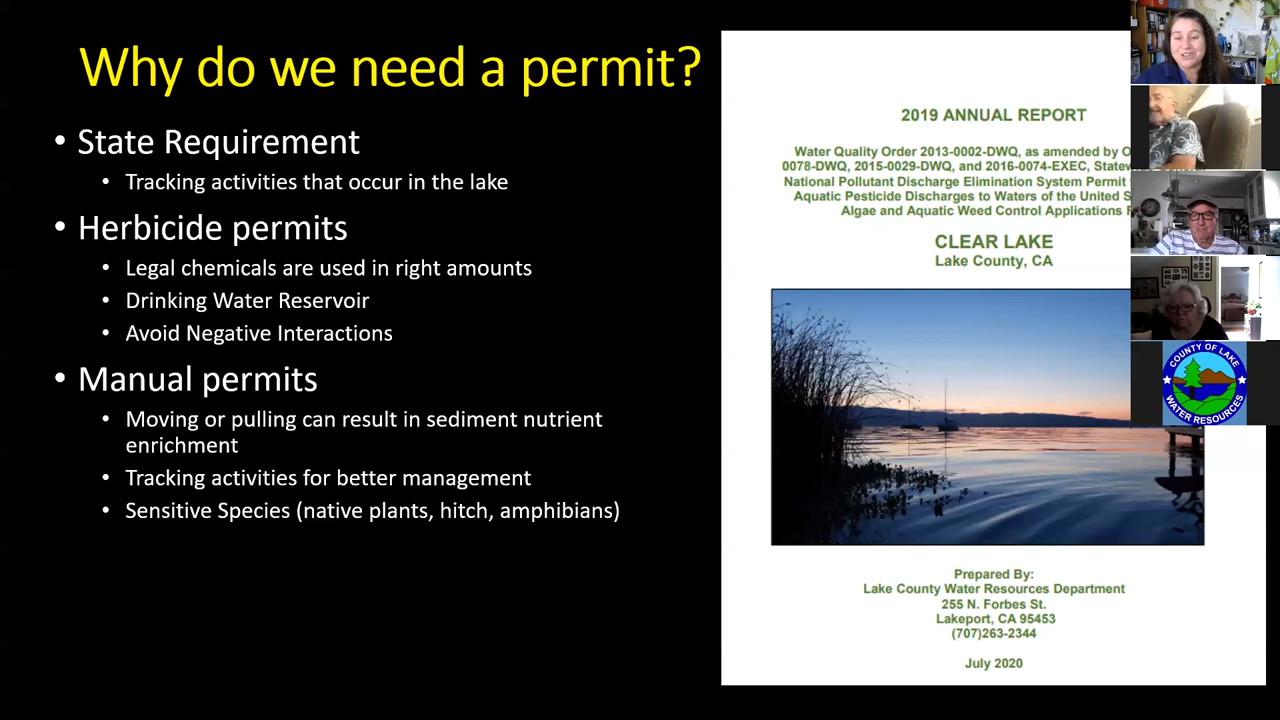 Why do we need a permit?
• State Requirement
• Tracking activities that occur in the lake
• Herbicide permits
• Legal chemicals are used in right amounts
• Drinking Water Reservoir
• Avoid Negative Interactions
• Manual permits
• Moving or pulling can result in sediment nutrient
enrichment
• Tracking activities for better management
• Sensitive Species (native plants, hitch, amphibians)
2019 ANNUAL REPORT
Water Quality Order 2013-0002-DWQ, as amended by
0078-DWQ, 2015-0029-DWQ, and 2016-0074-EXEC,
National Pollutant Discharge Elimination System Permit
Aquatic Pesticide Discharges to Waters of the United
Algae and Aquatic Weed Control Applications
CLEAR LAKE
Lake County, CA
Prepared By:
Lake County Water Resources Department
255 N. Forbes St.
Lakeport, CA 95453
(707)263-2344
July 2020
COUNTY OF LAKE
WATER RESOURCES